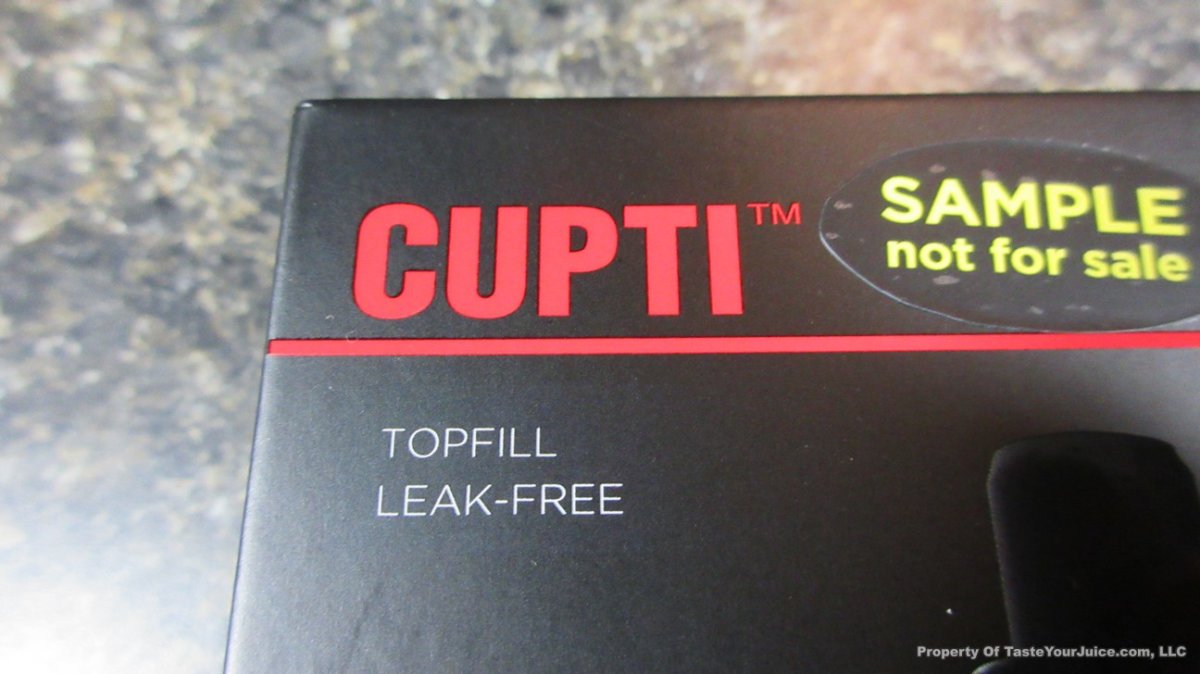 CUPTI™
SAMPLE
not for sale
TOPFILL
LEAK-FREE
Property Of TasteYourJuice.com, LLC